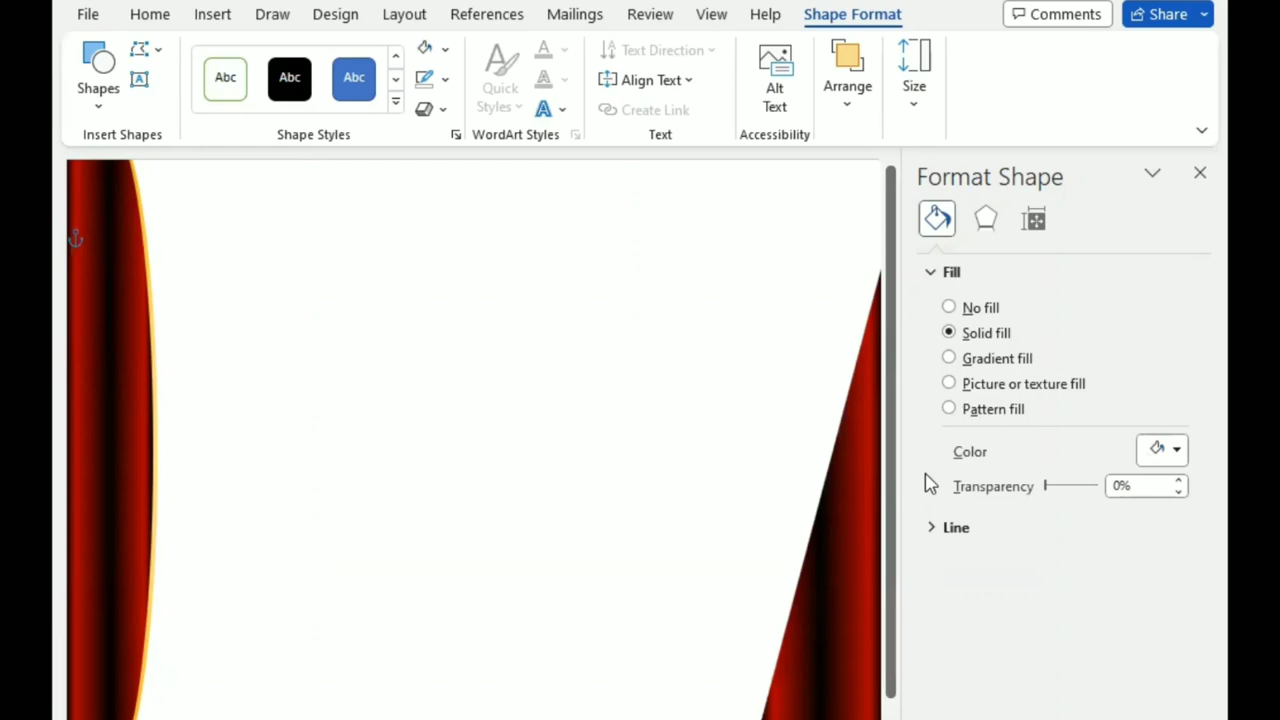 File Home Insert Draw Design Layout References Mailings Review View Help Shape Format Comments Share
Shapes
Insert Shapes
Abc Abc Abc
Shape Styles
Quick
Styles
WordArt Styles
Text Direction
Align Text
Create Link
Text
Alt
Text
Accessibility
Arrange
Size
Format Shape
Fill
No fill
Solid fill
Gradient fill
Picture or texture fill
Pattern fill
Color
Transparency 0%
Line